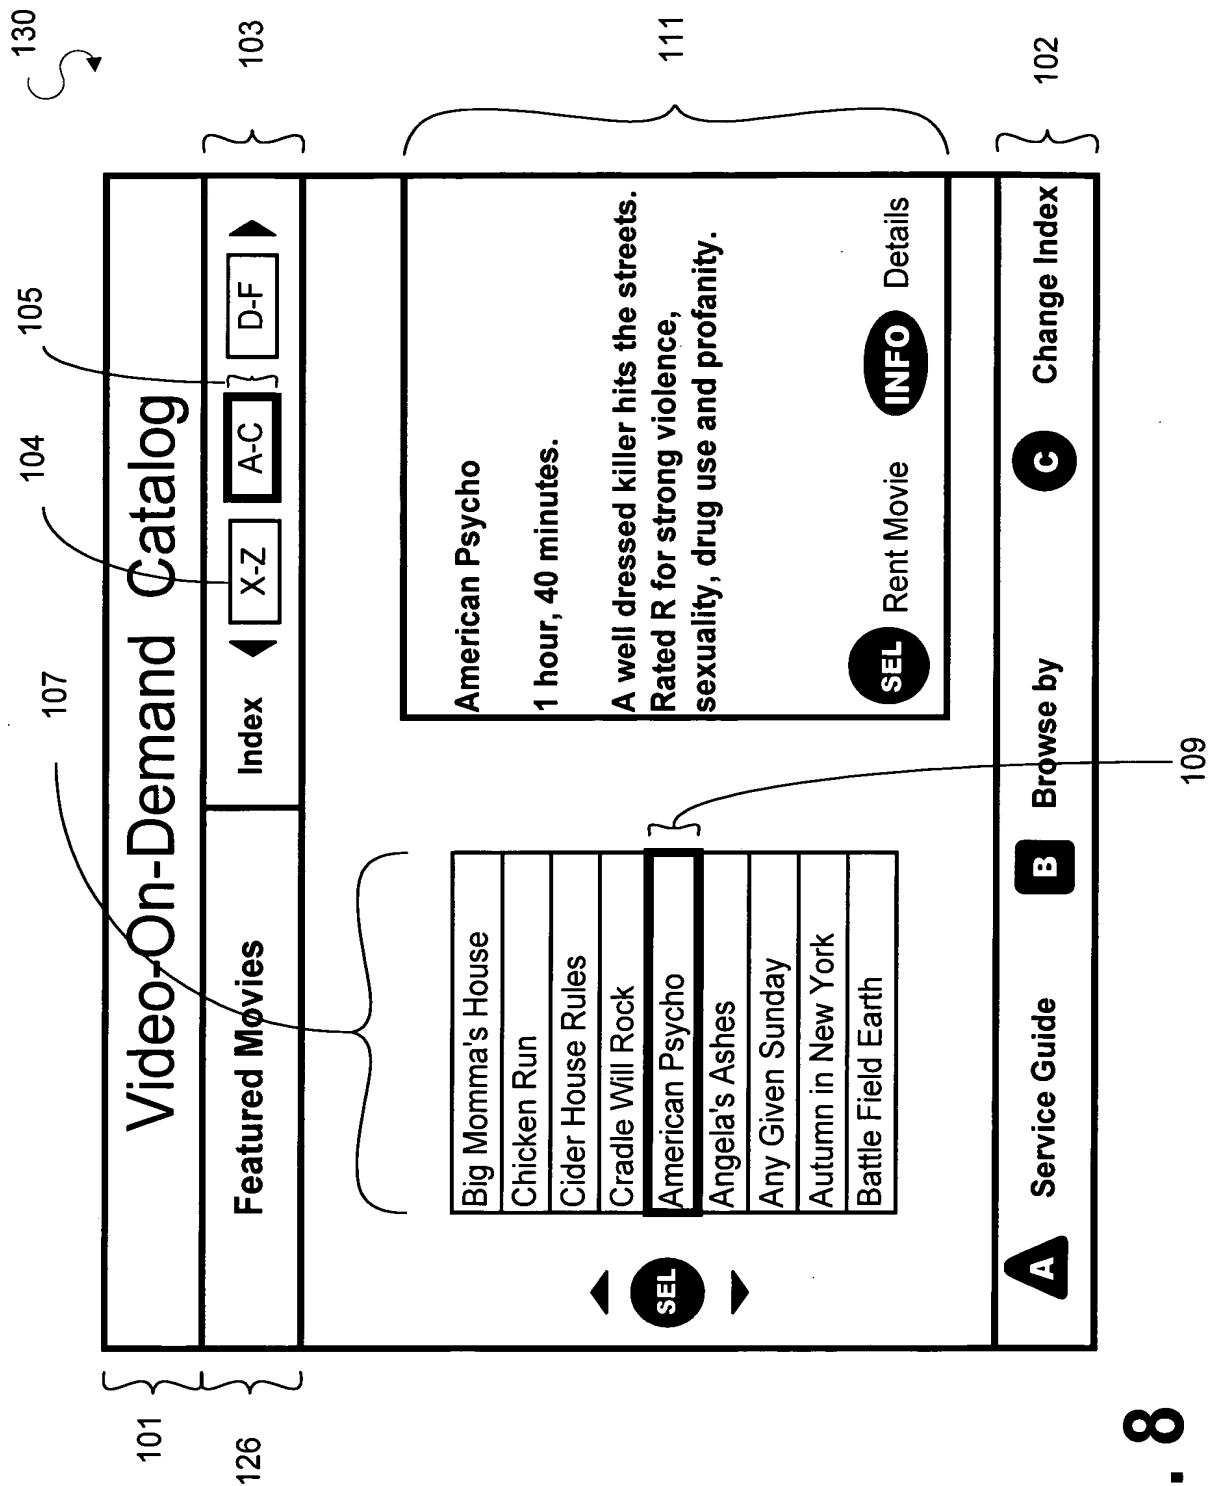 130
101
Video-On-Demand Catalog
107
104
105
126
Featured Movies
Index
X-Z
A-C
D-F
103
Big Momma's House
Chicken Run
Cider House Rules
Cradle Will Rock
American Psycho
Angela's Ashes
Any Given Sunday
Autumn in New York
Battle Field Earth
SEL
109
American Psycho
1 hour, 40 minutes.
A well dressed killer hits the streets.
Rated R for strong violence,
sexuality, drug use and profanity.
SEL Rent Movie INFO Details
111
A Service Guide B Browse by C Change Index
102
. 8